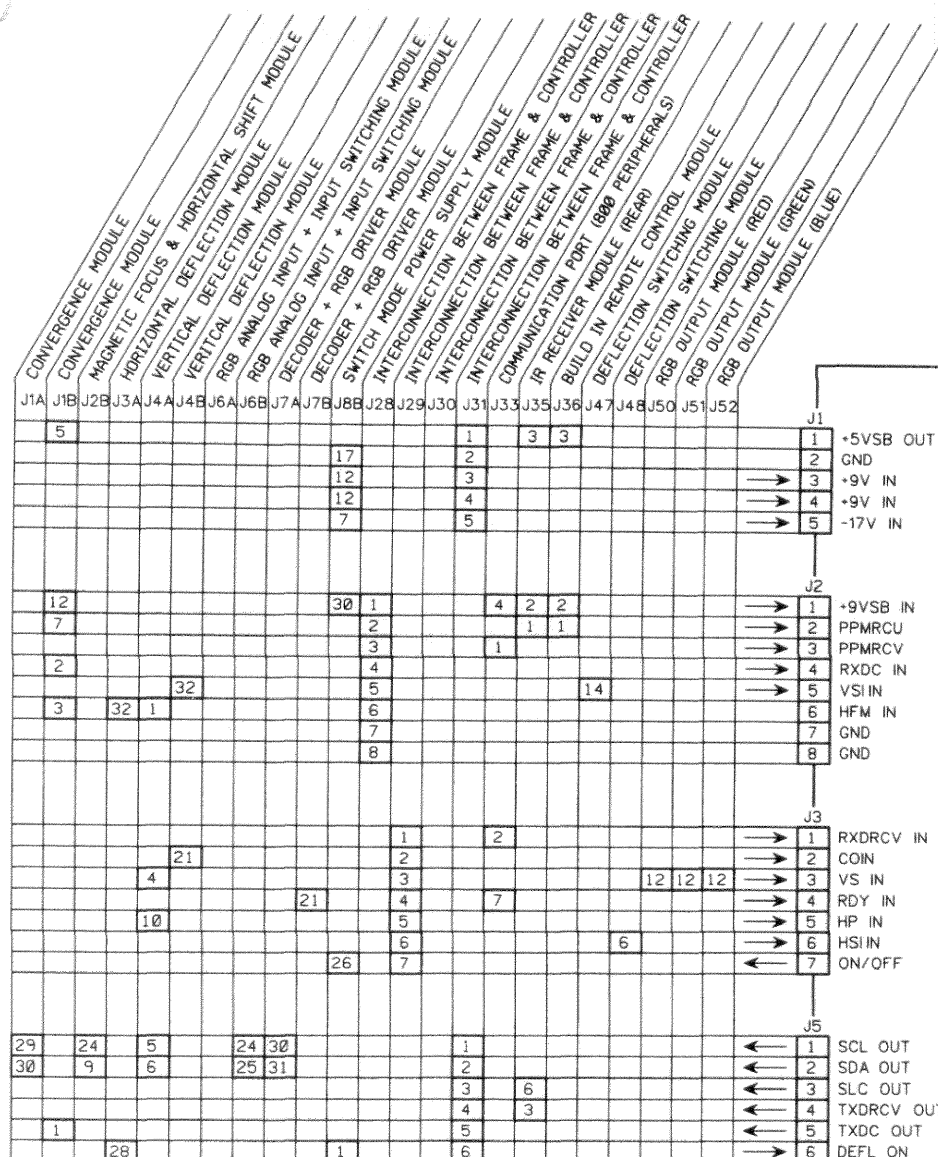 CONVERGENCE MODULE
CONVERGENCE MODULE
MAGNETIC FOCUS & HORIZONTAL SHIFT MODULE
HORIZONTAL DEFLECTION MODULE
VERTICAL DEFLECTION MODULE
VERITCAL DEFLECTION MODULE
RGB ANALOG INPUT + INPUT SWITCHING MODULE
RGB ANALOG INPUT + INPUT SWITCHING MODULE
DECODER + RGB DRIVER MODULE
DECODER + RGB DRIVER MODULE
SWITCH MODE POWER SUPPLY MODULE
INTERCONNECTION BETWEEN FRAME & CONTROLLER
INTERCONNECTION BETWEEN FRAME & CONTROLLER
INTERCONNECTION BETWEEN FRAME & CONTROLLER
INTERCONNECTION BETWEEN FRAME & CONTROLLER
COMMUNICATION PORT (800 PERIPHERALS)
IR RECEIVER MODULE (REAR)
BUILD IN REMOTE CONTROL MODULE
DEFLECTION SWITCHING MODULE
DEFLECTION SWITCHING MODULE
RGB OUTPUT MODULE (RED)
RGB OUTPUT MODULE (GREEN)
RGB OUTPUT MODULE (BLUE)
J1A J1B J2B J3A J4A J4B J6A J6B J7A J7B J8B J28 J29 J30 J31 J33 J35 J36 J47 J48 J50 J51 J52
J1
5 1 3 3 1 +5VSB OUT
17 2 2 GND
12 3 3 +9V IN
12 4 4 +9V IN
7 5 5 -17V IN
J2
12 30 1 4 2 2 1 +9VSB IN
7 2 1 1 2 PPMRCU
3 1 3 PPMRCV
2 4 4 RXDC IN
32 5 14 5 VSIIN
3 32 1 6 6 HFM IN
7 7 GND
8 8 GND
J3
1 2 1 RXDRCV IN
21 2 2 COIN
4 3 12 12 12 3 VS IN
21 4 7 4 RDY IN
10 5 5 HP IN
6 6 6 HSIIN
26 7 7 ON/OFF
J5
29 24 5 24 30 1 1 SCL OUT
30 9 6 25 31 2 2 SDA OUT
3 6 3 SLC OUT
4 3 4 TXDRCV OUT
1 5 5 TXDC OUT
28 1 6 6 DEFL ON